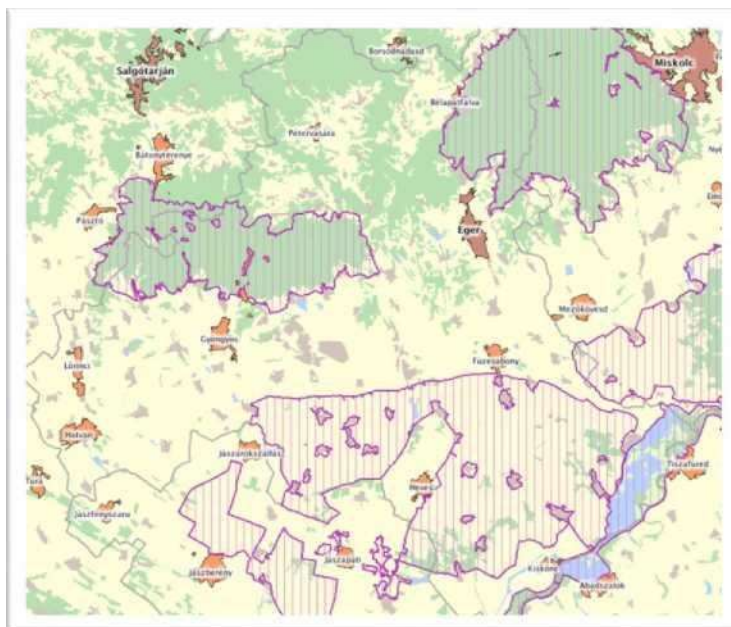 Borsodnádasd
Salgótarján
Miskolc
Bélapátfalva
Pétervására
Bátonyterenye
Pásztó
Eger
Mezőkövesd
Gyöngyös
Lőrinci
Füzesabony
Hatvan
Jászárokszállás
Tiszafüred
Tura
Heves
Jászfényszaru
Jászapáti
Kisköre
Jászberény
Abádszalók